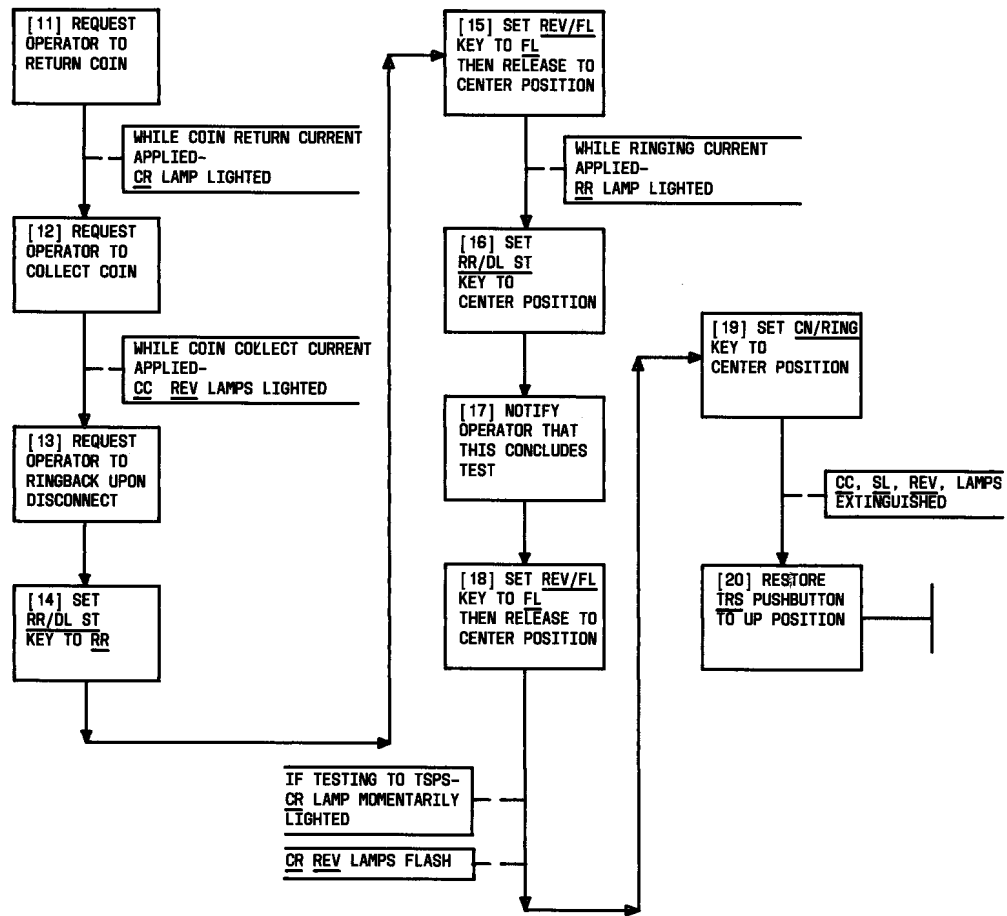 [11] REQUEST
OPERATOR TO
RETURN COIN
WHILE COIN RETURN CURRENT
APPLIED-
CR LAMP LIGHTED
[12] REQUEST
OPERATOR TO
COLLECT COIN
WHILE COIN COLLECT CURRENT
APPLIED-
CC REV LAMPS LIGHTED
[13] REQUEST
OPERATOR TO
RINGBACK UPON
DISCONNECT
[14] SET
RR/DL ST
KEY TO RR
[15] SET REV/FL
KEY TO FL
THEN RELEASE TO
CENTER POSITION
WHILE RINGING CURRENT
APPLIED-
RR LAMP LIGHTED
[16] SET
RR/DL ST
KEY TO
CENTER POSITION
[17] NOTIFY
OPERATOR THAT
THIS CONCLUDES
TEST
[18] SET REV/FL
KEY TO FL
THEN RELEASE TO
CENTER POSITION
IF TESTING TO TSPS-
CR LAMP MOMENTARILY
LIGHTED
CR REV LAMPS FLASH
[19] SET CN/RING
KEY TO
CENTER POSITION
CC, SL, REV, LAMPS
EXTINGUISHED
[20] RESTORE
TRS PUSHBUTTON
TO UP POSITION